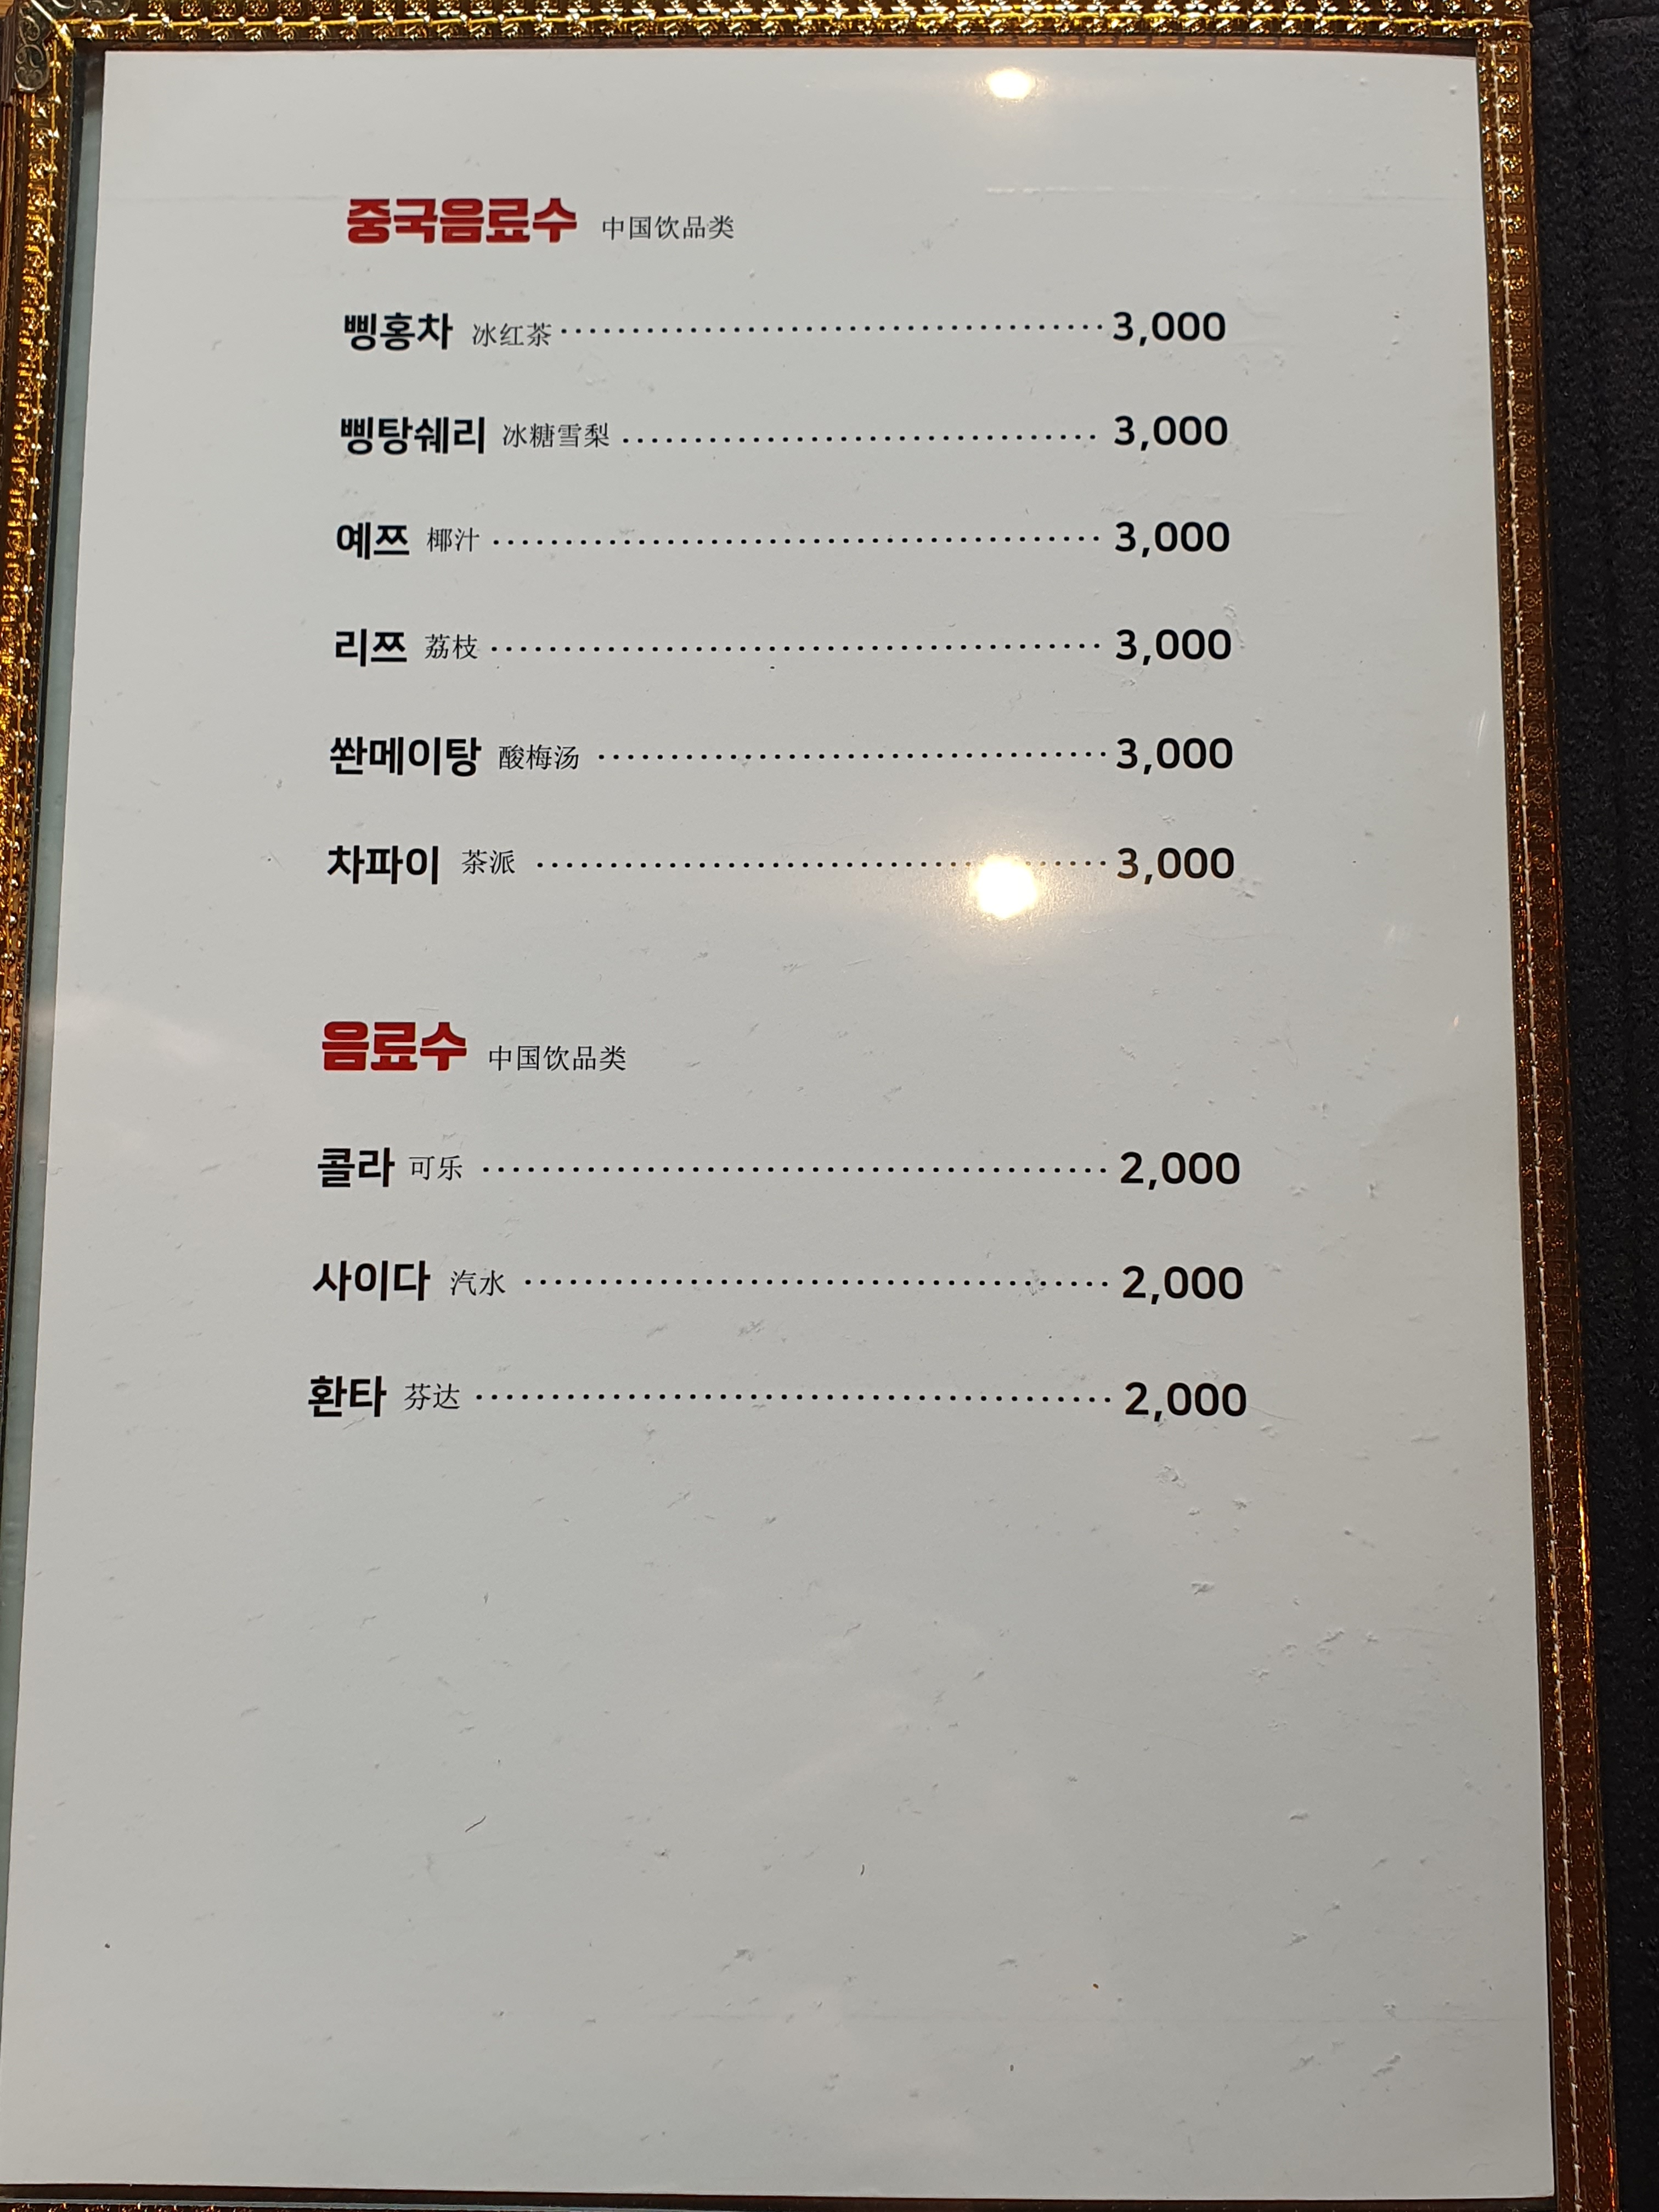 중국음료수 中国饮品类
삥홍차 冰红茶 3,000
삥탕쉐리 冰糖雪梨 3,000
예쯔 椰汁 3,000
리쯔 荔枝 3,000
쏸메이탕 酸梅汤 3,000
차파이 茶派 3,000
음료수 中国饮品类
콜라 可乐 2,000
사이다 汽水 2,000
환타 芬达 2,000